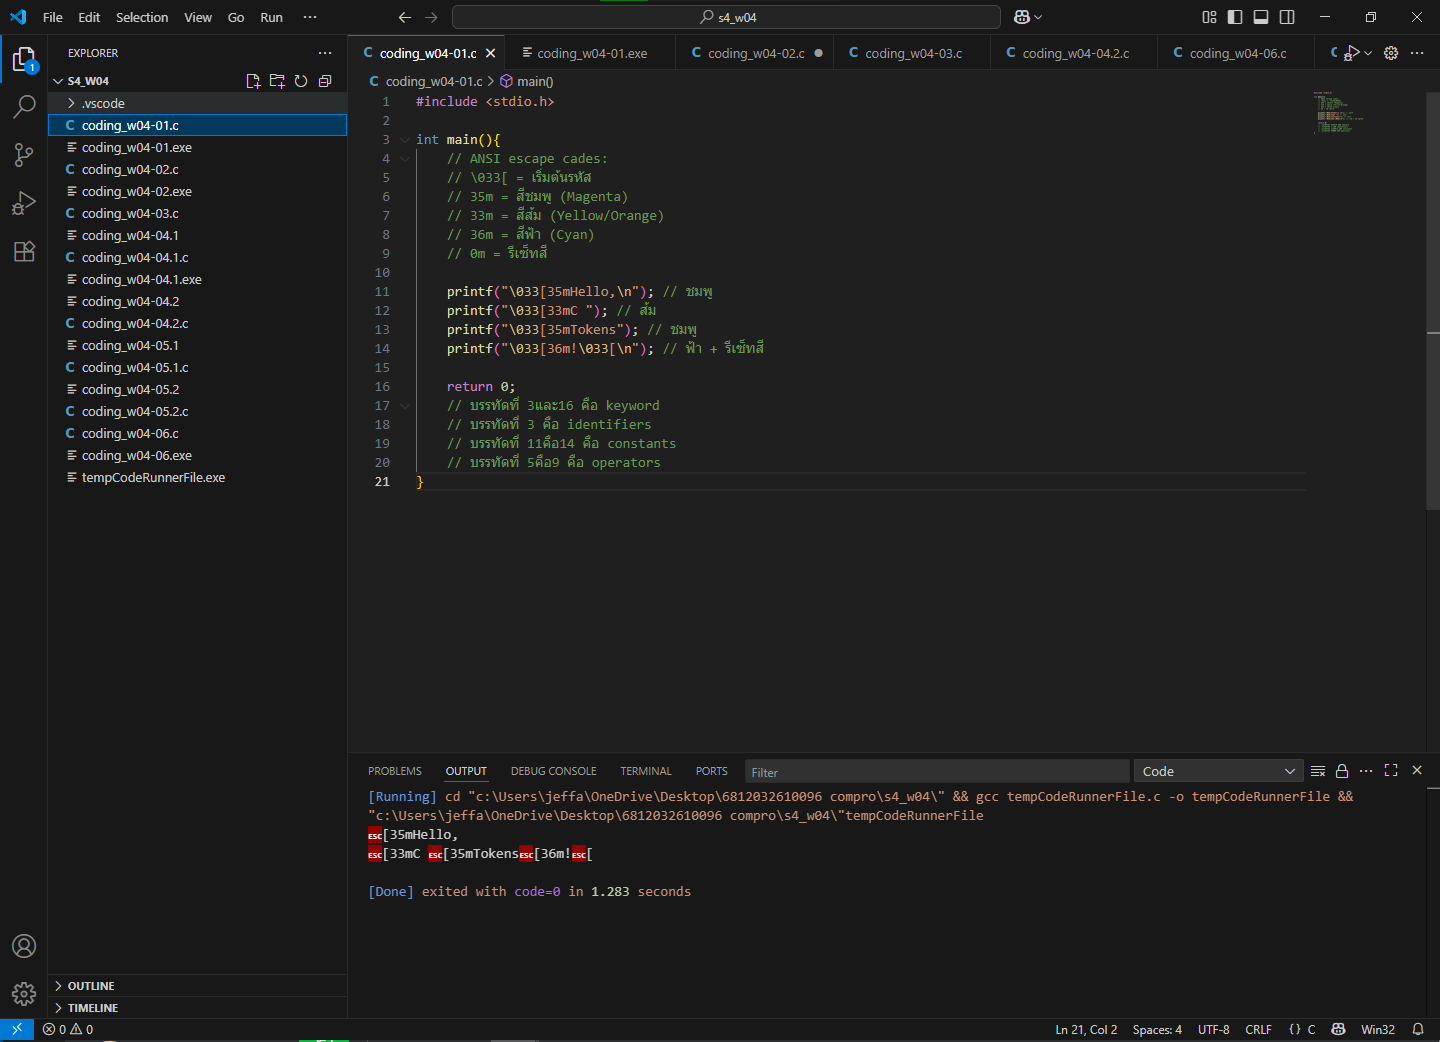 File Edit Selection View Go Run ··· s4_w04
EXPLORER ···
S4_W04
.vscode
coding_w04-01.c
coding_w04-01.exe
coding_w04-02.c
coding_w04-02.exe
coding_w04-03.c
coding_w04-04.1
coding_w04-04.1.c
coding_w04-04.1.exe
coding_w04-04.2
coding_w04-04.2.c
coding_w04-05.1
coding_w04-05.1.c
coding_w04-05.2
coding_w04-05.2.c
coding_w04-06.c
coding_w04-06.exe
tempCodeRunnerFile.exe
OUTLINE
TIMELINE
1
C coding_w04-01.c coding_w04-01.exe C coding_w04-02.c C coding_w04-03.c C coding_w04-04.2.c C coding_w04-06.c C
C coding_w04-01.c > main()
1 #include <stdio.h>
2
3 int main(){
4 // ANSI escape cades:
5 // \033[ = เริ่มต้นรหัส
6 // 35m = สีชมพู (Magenta)
7 // 33m = สีส้ม (Yellow/Orange)
8 // 36m = สีฟ้า (Cyan)
9 // 0m = รีเซ็ทสี
10
11 printf("\033[35mHello,\n"); // ชมพู
12 printf("\033[33mC "); // ส้ม
13 printf("\033[35mTokens"); // ชมพู
14 printf("\033[36m!\033[\n"); // ฟ้า + รีเซ็ทสี
15
16 return 0;
17 // บรรทัดที่ 3และ16 คือ keyword
18 // บรรทัดที่ 3 คือ identifiers
19 // บรรทัดที่ 11คือ14 คือ constants
20 // บรรทัดที่ 5คือ9 คือ operators
21 }
PROBLEMS OUTPUT DEBUG CONSOLE TERMINAL PORTS Filter Code
[Running] cd "c:\Users\jeffa\OneDrive\Desktop\6812032610096 compro\s4_w04\" && gcc tempCodeRunnerFile.c -o tempCodeRunnerFile &&
"c:\Users\jeffa\OneDrive\Desktop\6812032610096 compro\s4_w04\"tempCodeRunnerFile
ESC[35mHello,
ESC[33mC ESC[35mTokensESC[36m!ESC[
[Done] exited with code=0 in 1.283 seconds
0 0 Ln 21, Col 2 Spaces: 4 UTF-8 CRLF {} C Win32